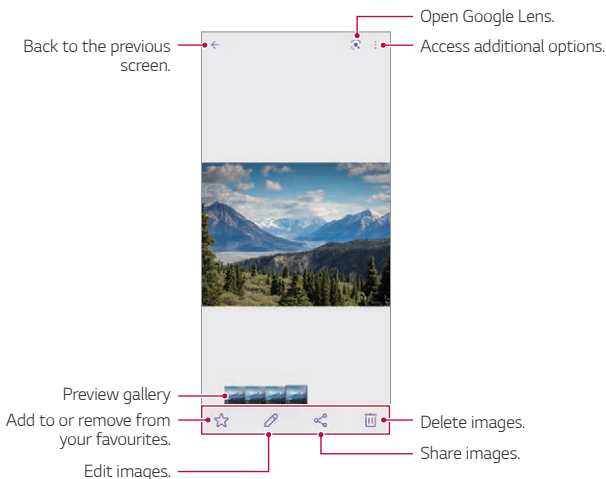 Open Google Lens.
Back to the previous
screen.
Access additional options.
Preview gallery
Add to or remove from
your favourites.
Delete images.
Share images.
Edit images.